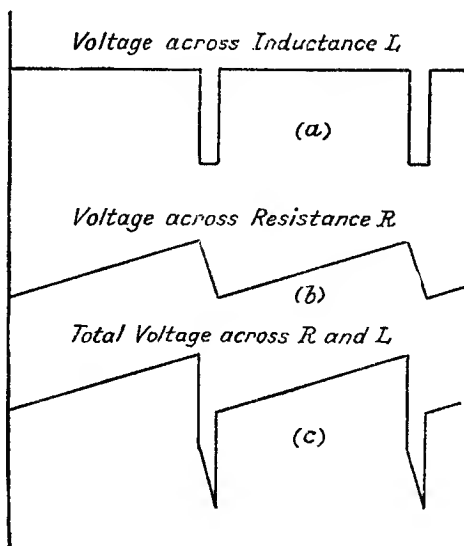 Voltage across Inductance L
(a)
Voltage across Resistance R
(b)
Total Voltage across R and L
(c)